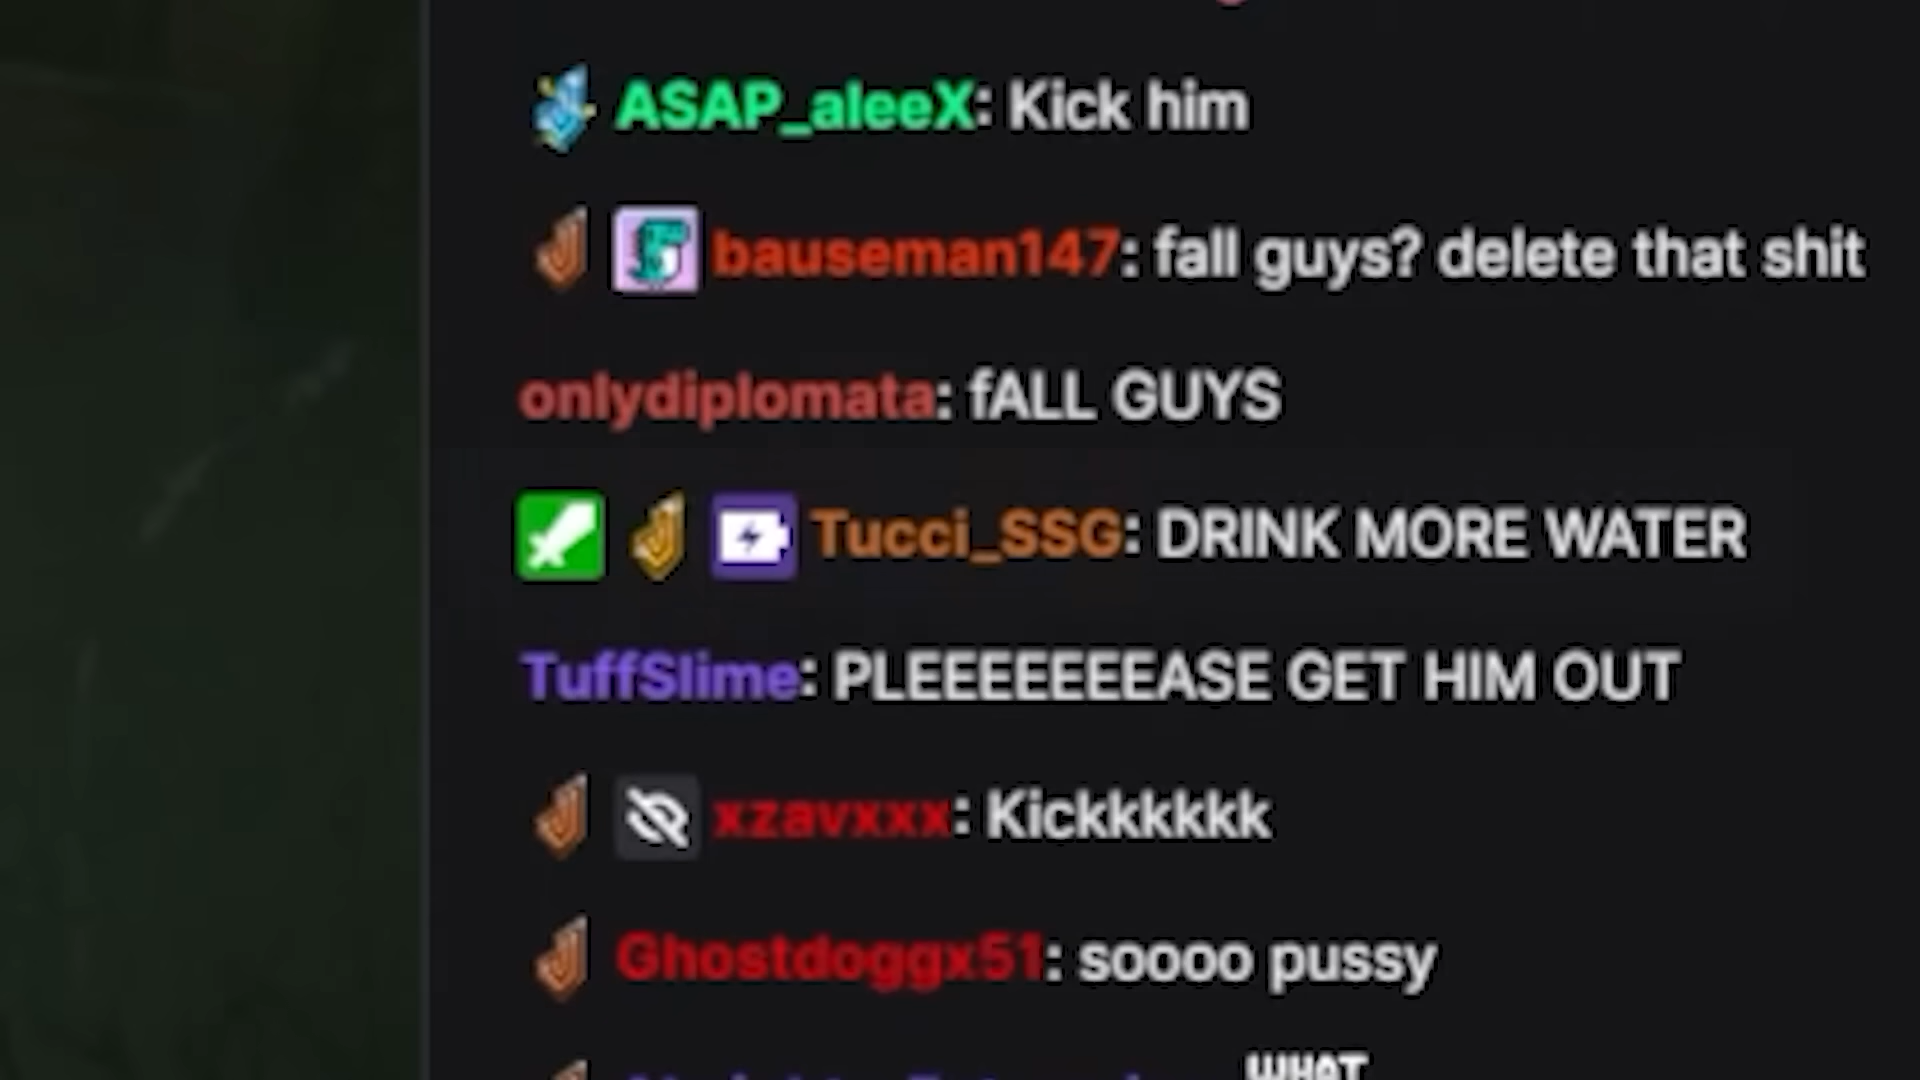 ASAP_aleeX: Kick him
bauseman147: fall guys? delete that shit
onlydiplomata: fALL GUYS
Tucci_SSG: DRINK MORE WATER
TuffSlime: PLEEEEEEEASE GET HIM OUT
xzavxxx: Kickkkkkk
Ghostdoggx51: soooo pussy
WHAT